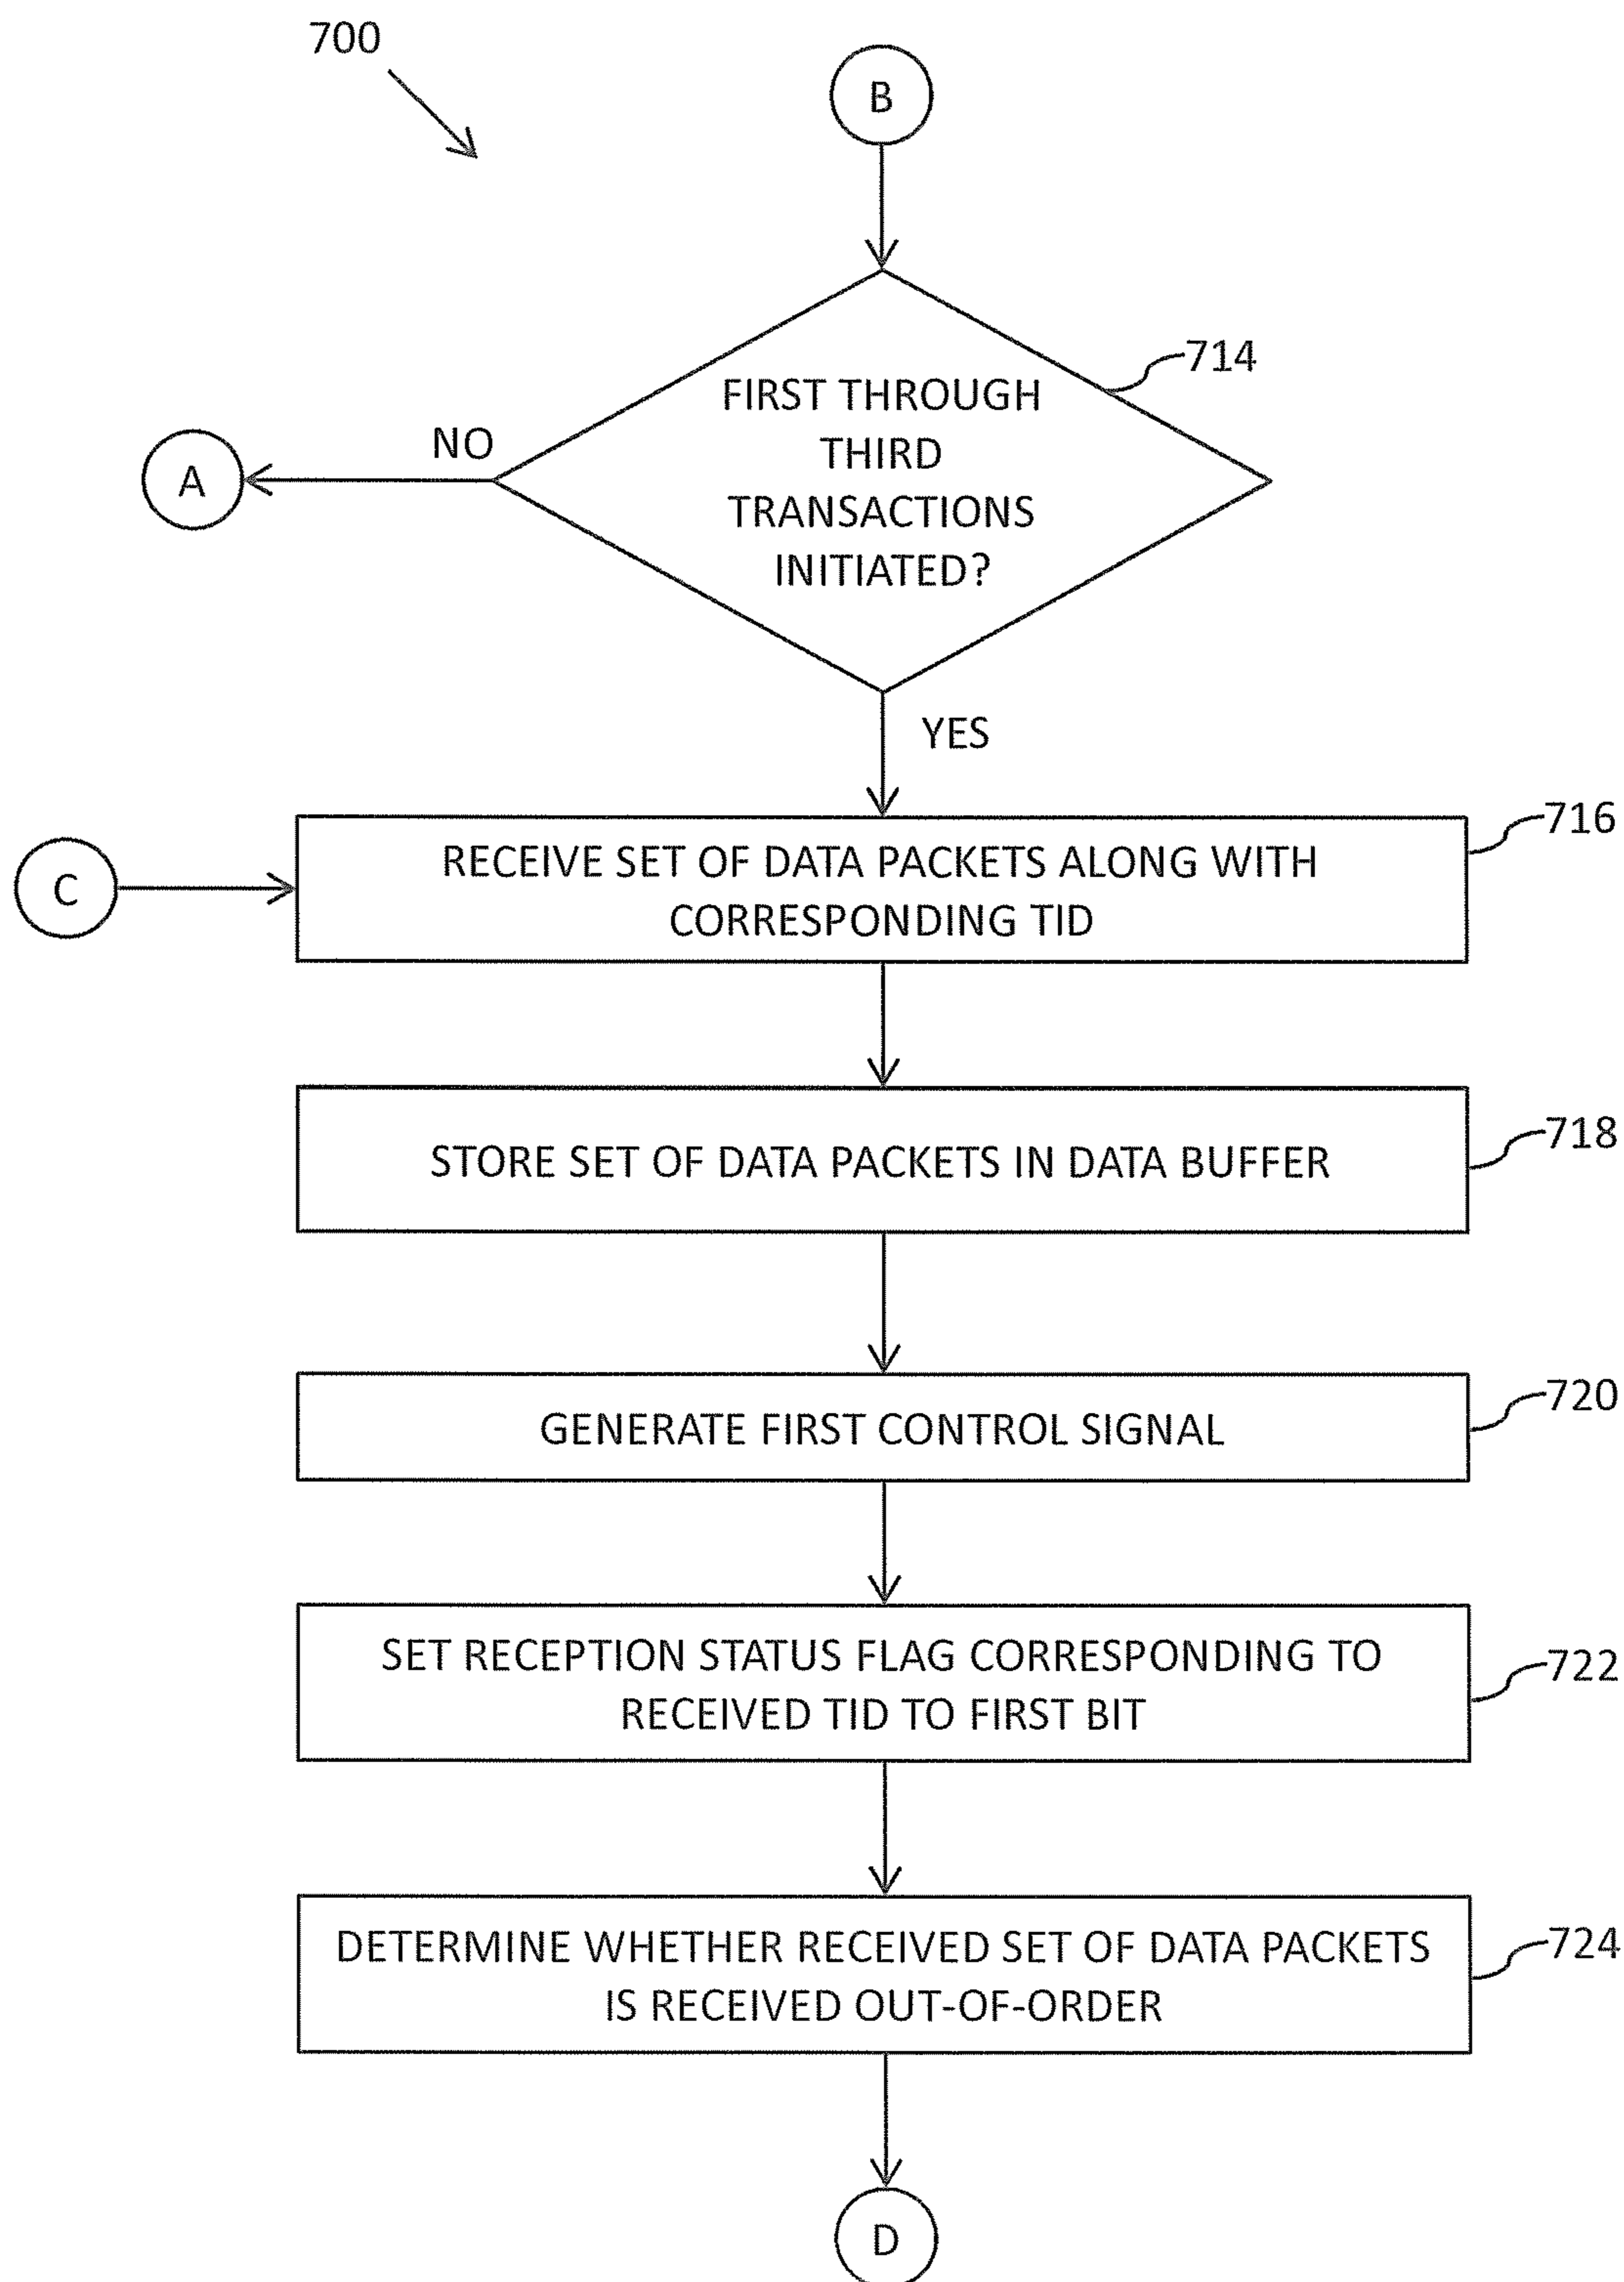 700
B
714
FIRST THROUGH
THIRD
TRANSACTIONS
INITIATED?
NO
A
YES
716
C
RECEIVE SET OF DATA PACKETS ALONG WITH
CORRESPONDING TID
718
STORE SET OF DATA PACKETS IN DATA BUFFER
720
GENERATE FIRST CONTROL SIGNAL
722
SET RECEPTION STATUS FLAG CORRESPONDING TO
RECEIVED TID TO FIRST BIT
724
DETERMINE WHETHER RECEIVED SET OF DATA PACKETS
IS RECEIVED OUT-OF-ORDER
D